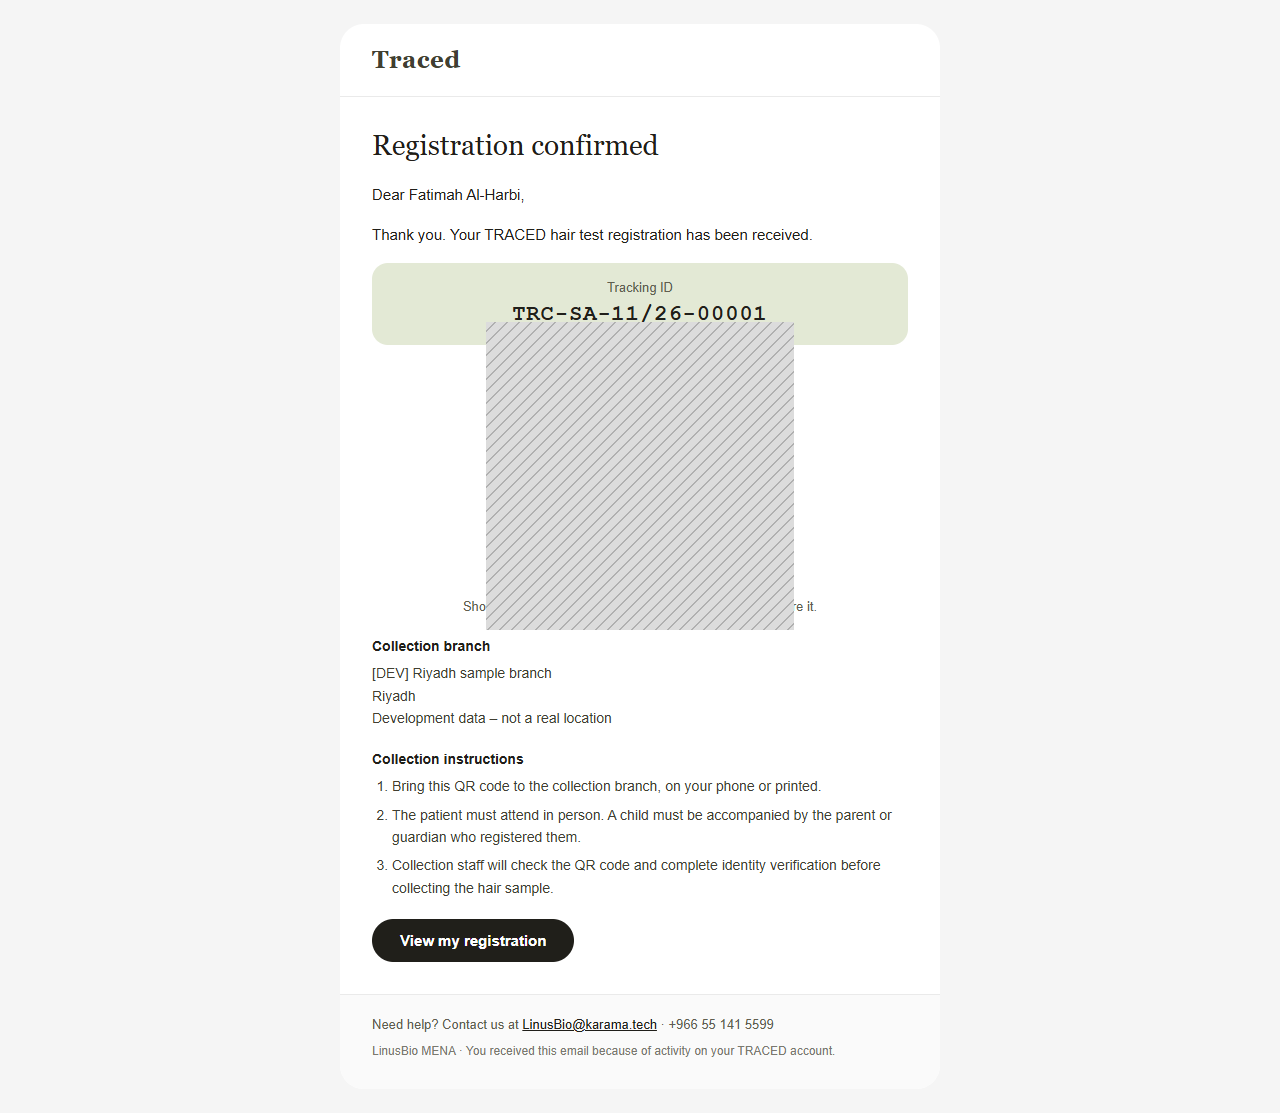 Traced
Registration confirmed
Dear Fatimah Al-Harbi,
Thank you. Your TRACED hair test registration has been received.
Tracking ID
TRC-SA-11/26-00001
it.
Collection branch
[DEV] Riyadh sample branch
Riyadh
Development data – not a real location
Collection instructions
1. Bring this QR code to the collection branch, on your phone or printed.
2. The patient must attend in person. A child must be accompanied by the parent or
guardian who registered them.
3. Collection staff will check the QR code and complete identity verification before
collecting the hair sample.
View my registration
Need help? Contact us at LinusBio@karama.tech · +966 55 141 5599
LinusBio MENA · You received this email because of activity on your TRACED account.